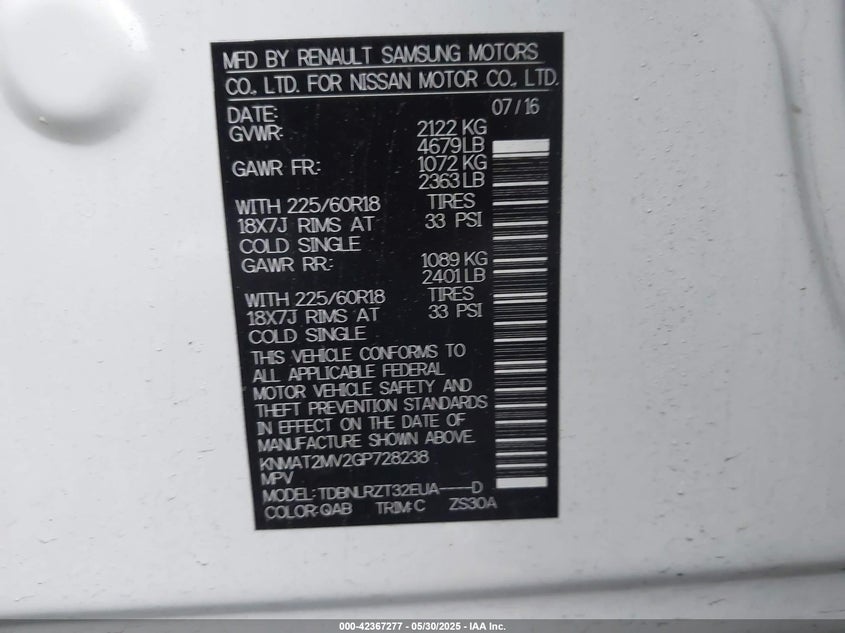 MFD BY RENAULT SAMSUNG MOTORS
CO., LTD. FOR NISSAN MOTOR CO., LTD.
DATE: 07/16
GVWR: 2122 KG
4679 LB
GAWR FR.: 1072 KG
2363 LB
WITH 225/60R18 TIRES
18X7J RIMS AT 33 PSI
COLD SINGLE
GAWR RR.: 1089 KG
2401 LB
WITH 225/60R18 TIRES
18X7J RIMS AT 33 PSI
COLD SINGLE
THIS VEHICLE CONFORMS TO
ALL APPLICABLE FEDERAL
MOTOR VEHICLE SAFETY AND
THEFT PREVENTION STANDARDS
IN EFFECT ON THE DATE OF
MANUFACTURE SHOWN ABOVE.
KNMAT2MV2GP728238
MPV
MODEL: TDBNLRZT32EUA----D
COLOR: QAB TRIM: C ZS30A
000-42367277 - 05/30/2025 - IAA Inc.